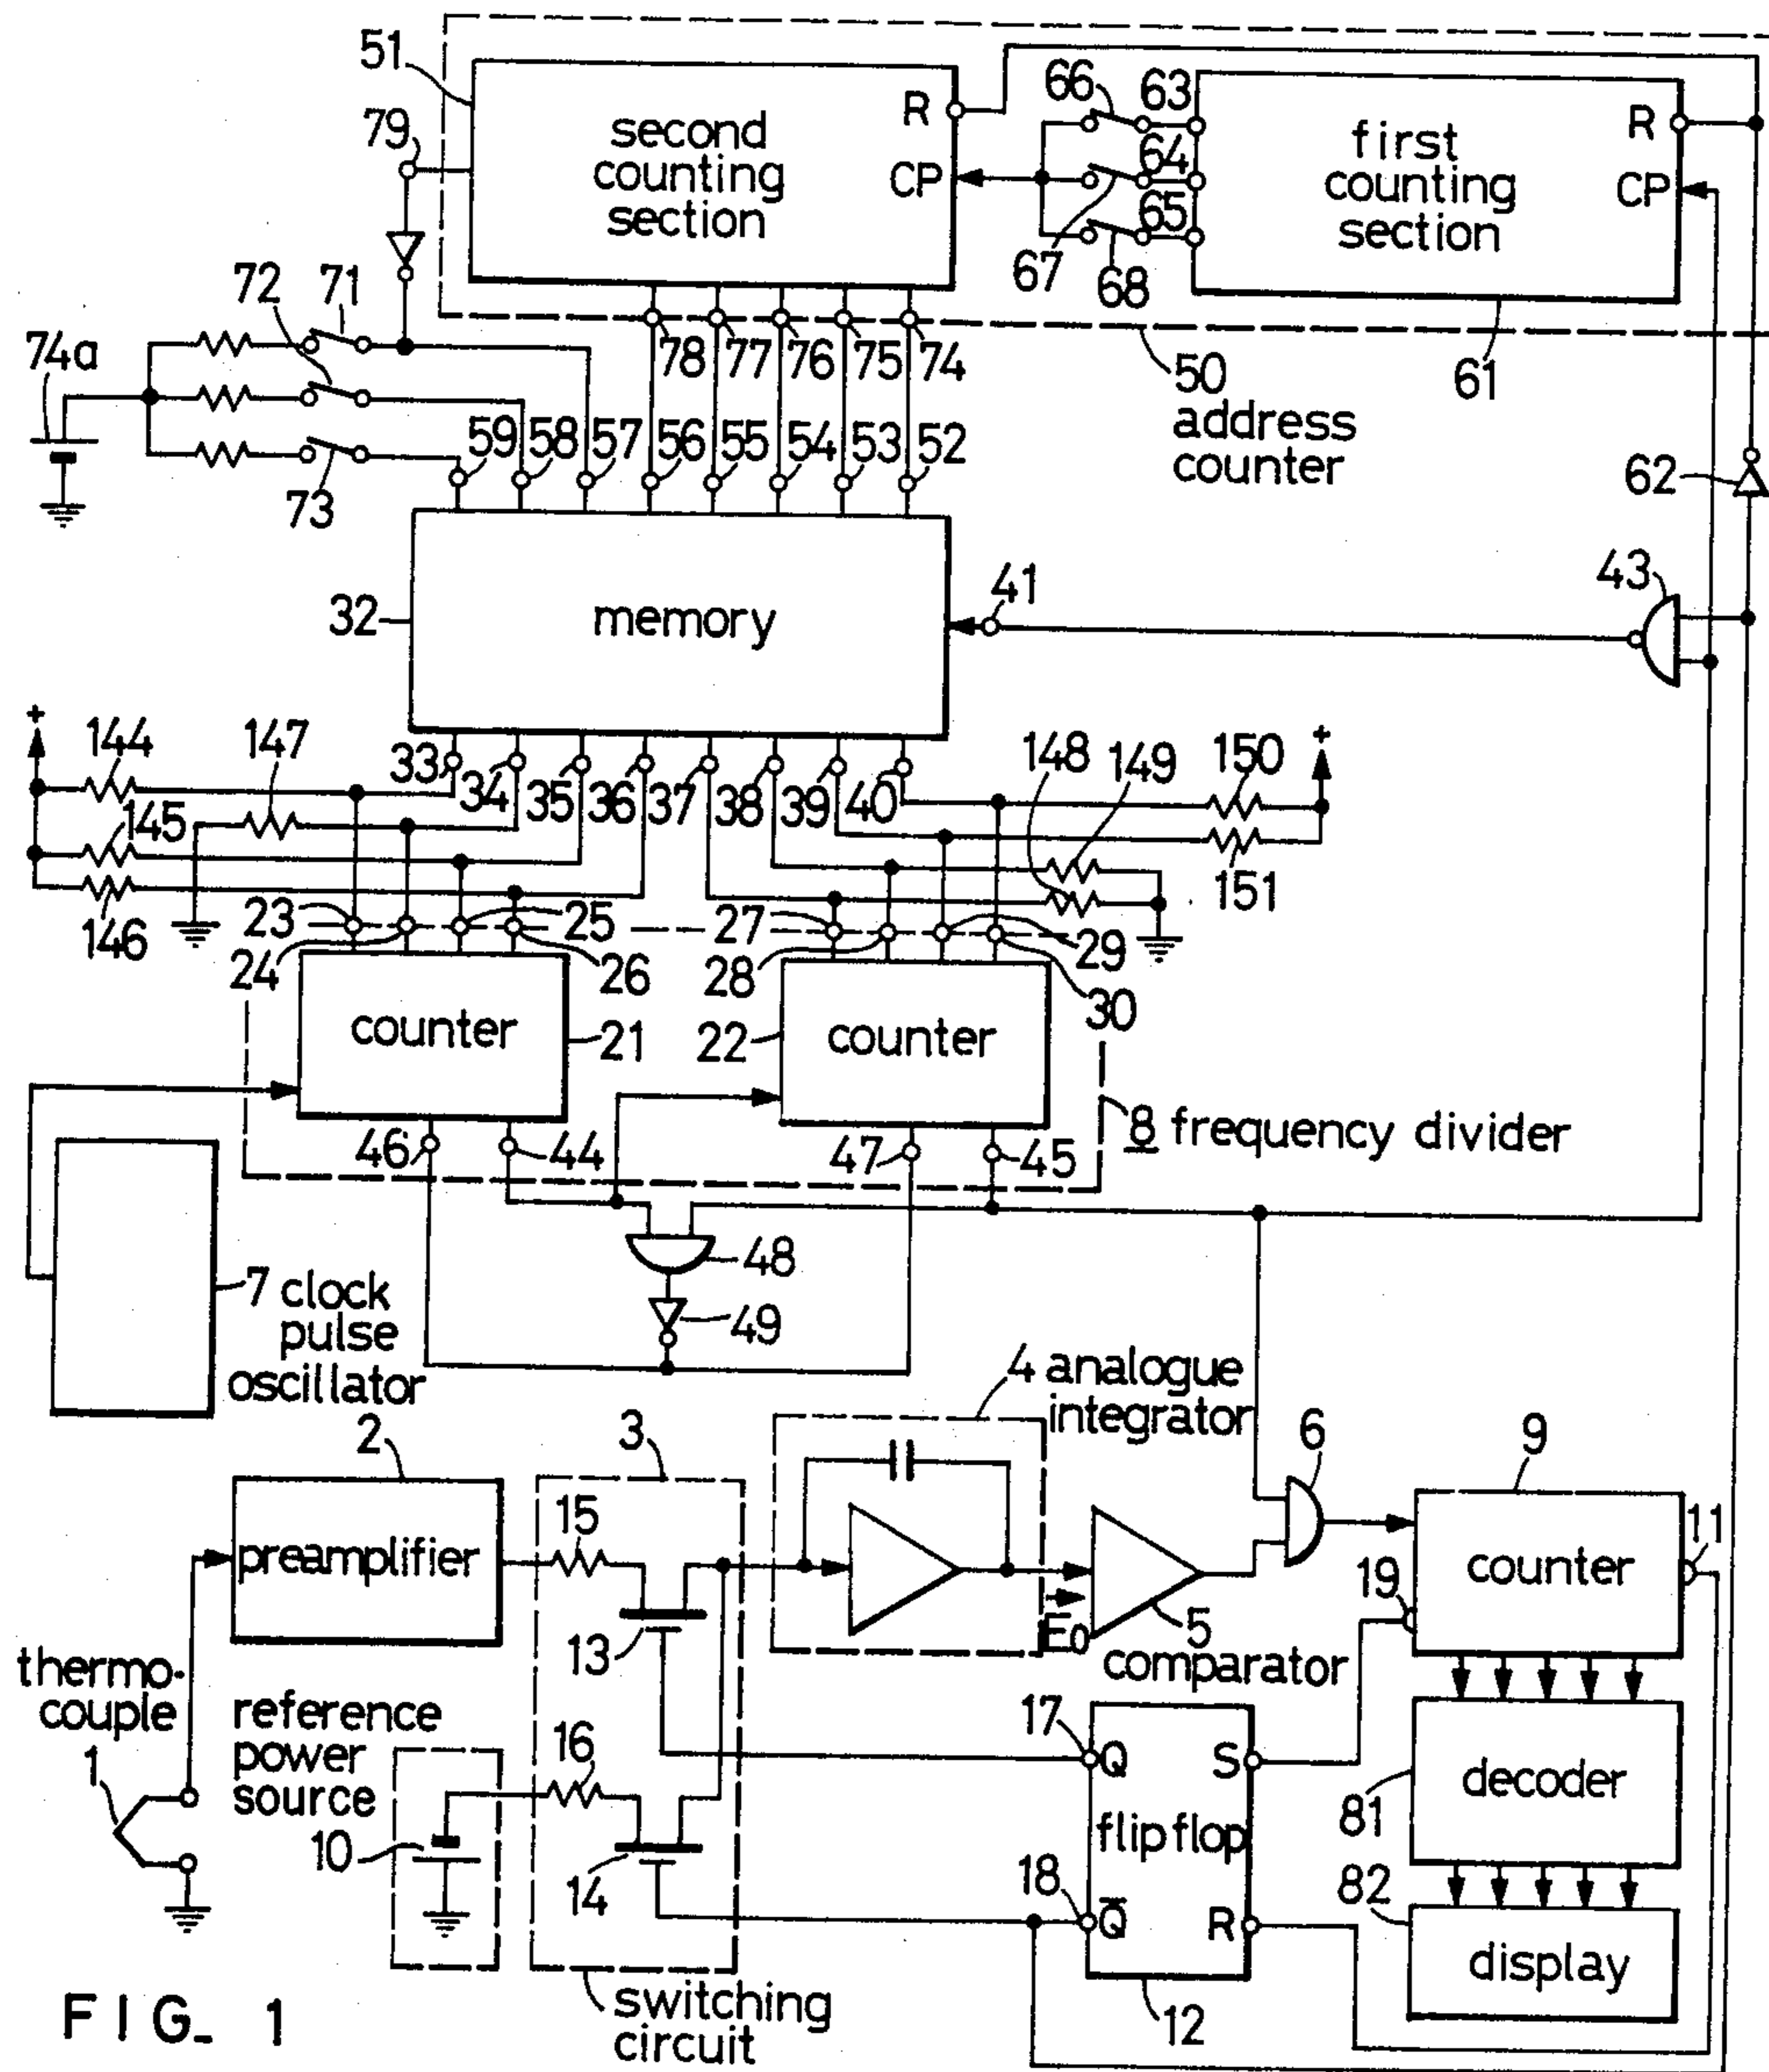 51
79
second
counting
section
R
CP
66
63
64
65
67
68
first
counting
section
R
CP
61
72
71
74a
73
78
77
76
75
74
50
address
counter
59
58
57
56
55
54
53
52
62
32
memory
41
43
+
144
147
145
146
33
34
35
36
37
38
39
40
148
149
150
151
+
23
24
25
26
27
28
29
30
counter
21
22
counter
46
44
47
45
8 frequency divider
48
49
7 clock
pulse
oscillator
4 analogue
integrator
2
3
6
9
preamplifier
15
13
E0
5
comparator
19
counter
11
thermo-
couple
1
reference
power
source
10
16
14
17
Q
S
flip flop
18
Q̅
R
12
81
decoder
82
display
switching
circuit
FIG_ 1